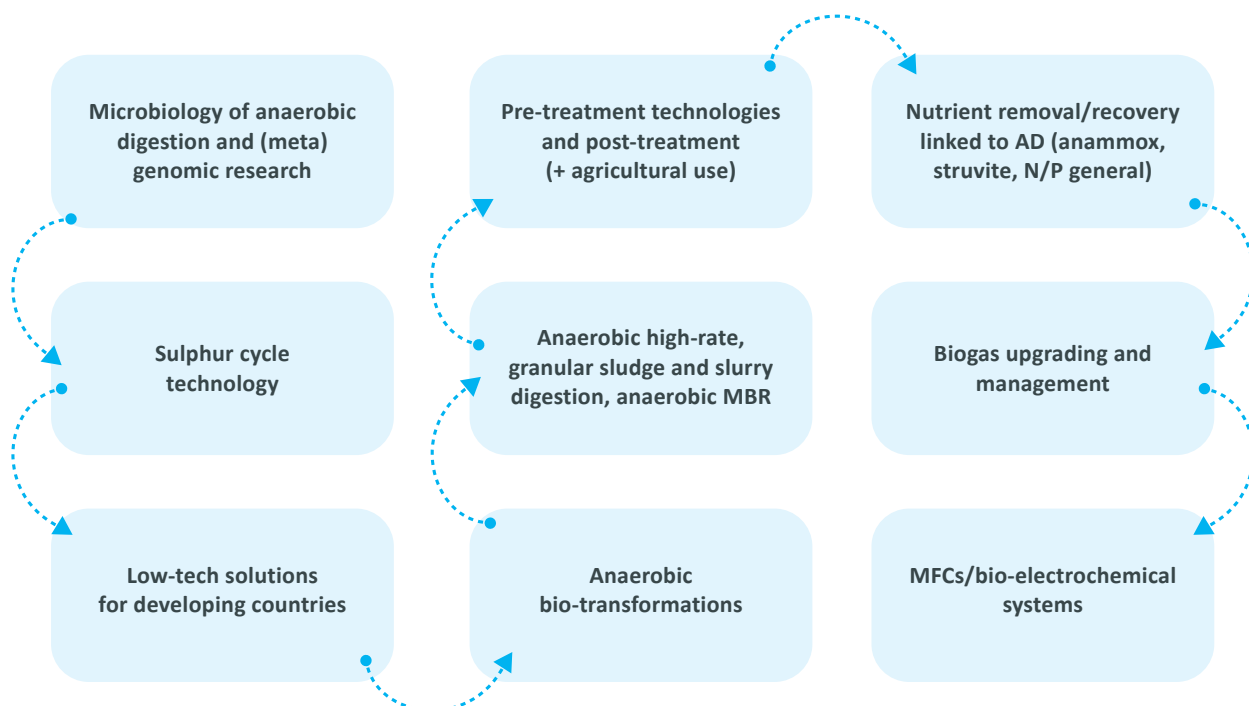 Microbiology of anaerobic
digestion and (meta)
genomic research
Sulphur cycle
technology
Low-tech solutions
for developing countries
Anaerobic
bio-transformations
Anaerobic high-rate,
granular sludge and slurry
digestion, anaerobic MBR
Pre-treatment technologies
and post-treatment
(+ agricultural use)
Nutrient removal/recovery
linked to AD (anammox,
struvite, N/P general)
Biogas upgrading and
management
MFCs/bio-electrochemical
systems